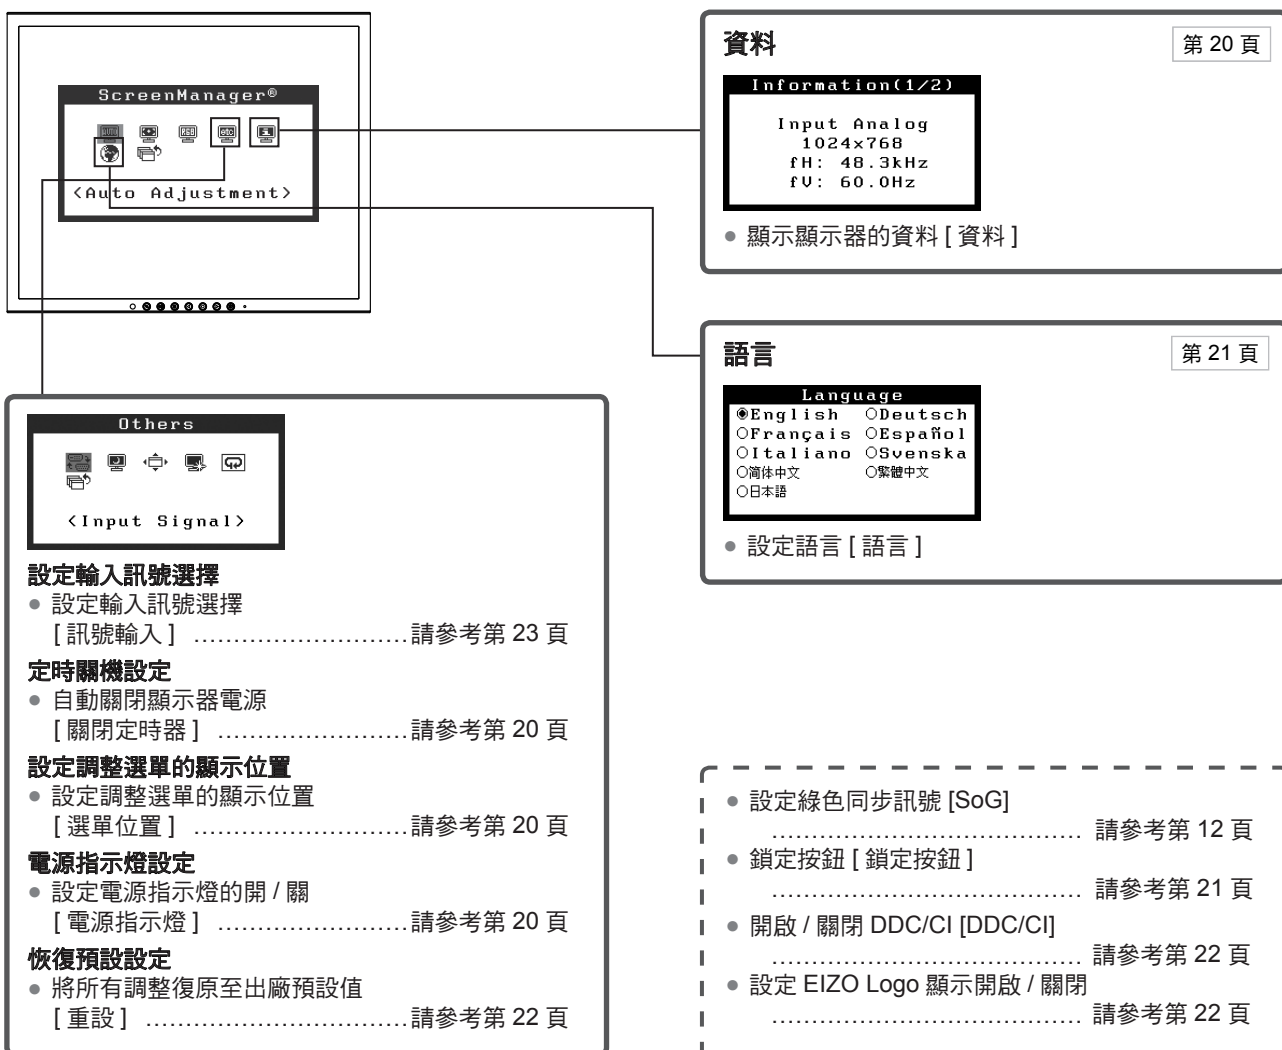 ScreenManager®
<Auto Adjustment>
資料
第 20 頁
Information(1/2)
Input Analog
1024x768
fH: 48.3kHz
fV: 60.0Hz
● 顯示顯示器的資料 [ 資料 ]
語言
第 21 頁
Language
English Deutsch
Français Español
Italiano Svenska
简体中文 繁體中文
日本語
● 設定語言 [ 語言 ]
Others
<Input Signal>
設定輸入訊號選擇
● 設定輸入訊號選擇
[ 訊號輸入 ] ...........................請參考第 23 頁
定時關機設定
● 自動關閉顯示器電源
[ 關閉定時器 ] ........................請參考第 20 頁
設定調整選單的顯示位置
● 設定調整選單的顯示位置
[ 選單位置 ] ...........................請參考第 20 頁
電源指示燈設定
● 設定電源指示燈的開 / 關
[ 電源指示燈 ] ........................請參考第 20 頁
恢復預設設定
● 將所有調整復原至出廠預設值
[ 重設 ] .................................請參考第 22 頁
● 設定綠色同步訊號 [SoG]
....................................... 請參考第 12 頁
● 鎖定按鈕 [ 鎖定按鈕 ]
....................................... 請參考第 21 頁
● 開啟 / 關閉 DDC/CI [DDC/CI]
....................................... 請參考第 22 頁
● 設定 EIZO Logo 顯示開啟 / 關閉
....................................... 請參考第 22 頁